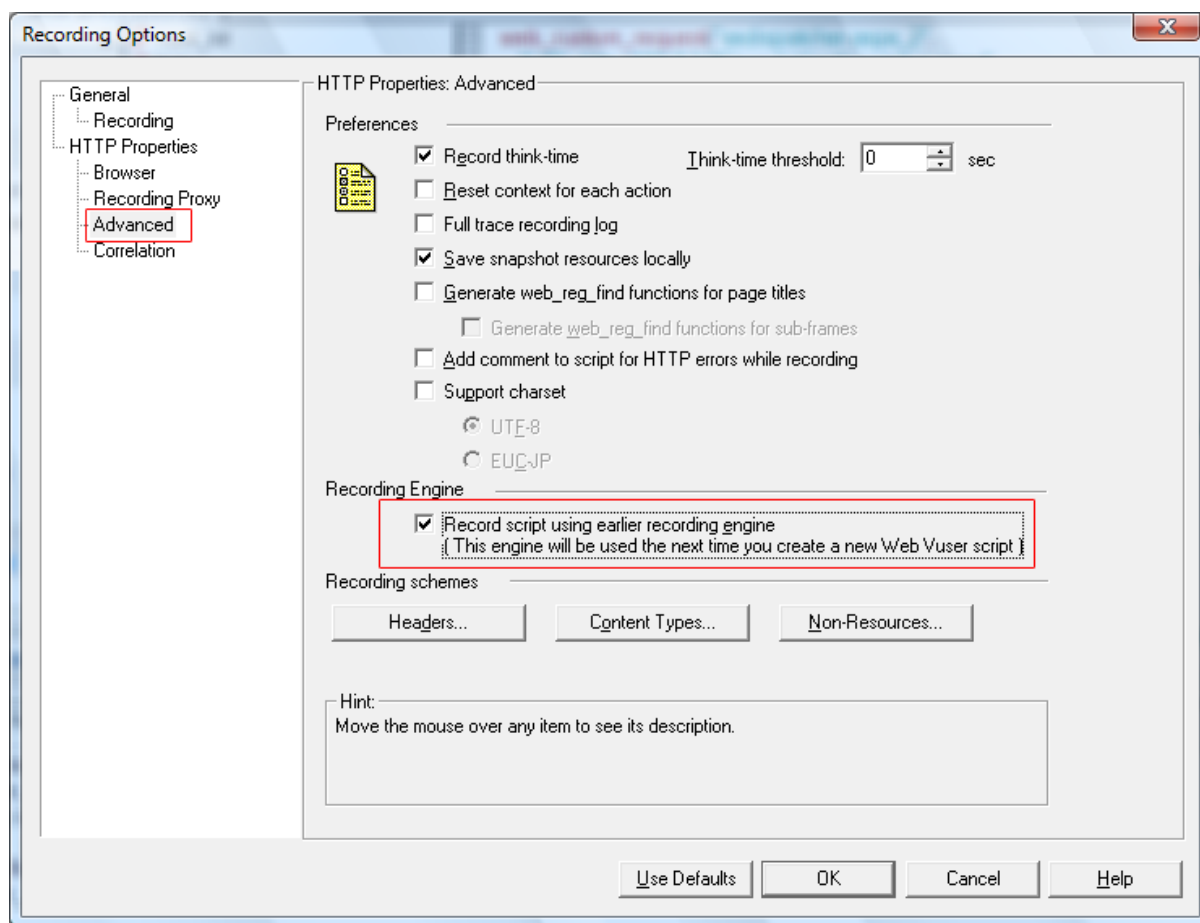 Recording Options
General
Recording
HTTP Properties
Browser
Recording Proxy
Advanced
Correlation
HTTP Properties: Advanced
Preferences
Record think-time
Think-time threshold: 0 sec
Reset context for each action
Full trace recording log
Save snapshot resources locally
Generate web_reg_find functions for page titles
Generate web_reg_find functions for sub-frames
Add comment to script for HTTP errors while recording
Support charset
UTF-8
EUC-JP
Recording Engine
Record script using earlier recording engine
( This engine will be used the next time you create a new Web Vuser script )
Recording schemes
Headers... Content Types... Non-Resources...
Hint:
Move the mouse over any item to see its description.
Use Defaults OK Cancel Help